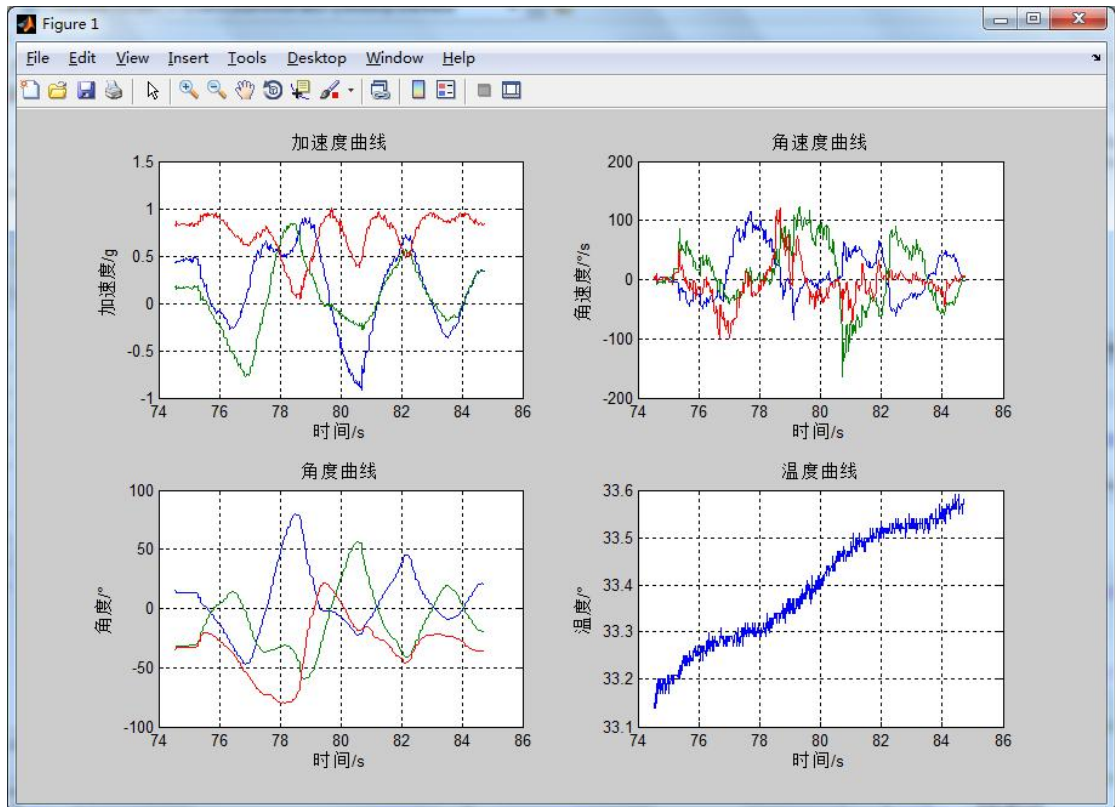 Figure 1
File Edit View Insert Tools Desktop Window Help
加速度曲线
1.5
1
0.5
0
-0.5
-1
加速度/g
74 76 78 80 82 84 86
时间/s
角速度曲线
200
100
0
-100
-200
角速度/°/s
74 76 78 80 82 84 86
时间/s
角度曲线
100
50
0
-50
-100
角度/°
74 76 78 80 82 84 86
时间/s
温度曲线
33.6
33.5
33.4
33.3
33.2
33.1
温度/°
74 76 78 80 82 84 86
时间/s